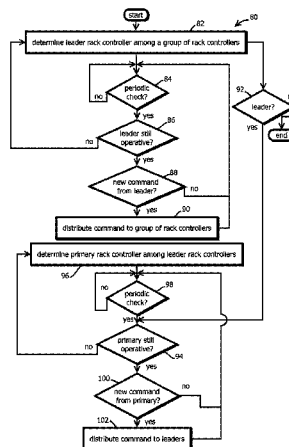 start
82
80
determine leader rack controller among a group of rack controllers
84
periodic check?
no
yes
92
leader?
yes
end
86
leader still operative?
no
yes
88
new command from leader?
no
yes
90
distribute command to group of rack controllers
determine primary rack controller among leader rack controllers
96
98
periodic check?
no
yes
primary still operative?
94
no
yes
100
new command from primary?
no
yes
102
distribute command to leaders